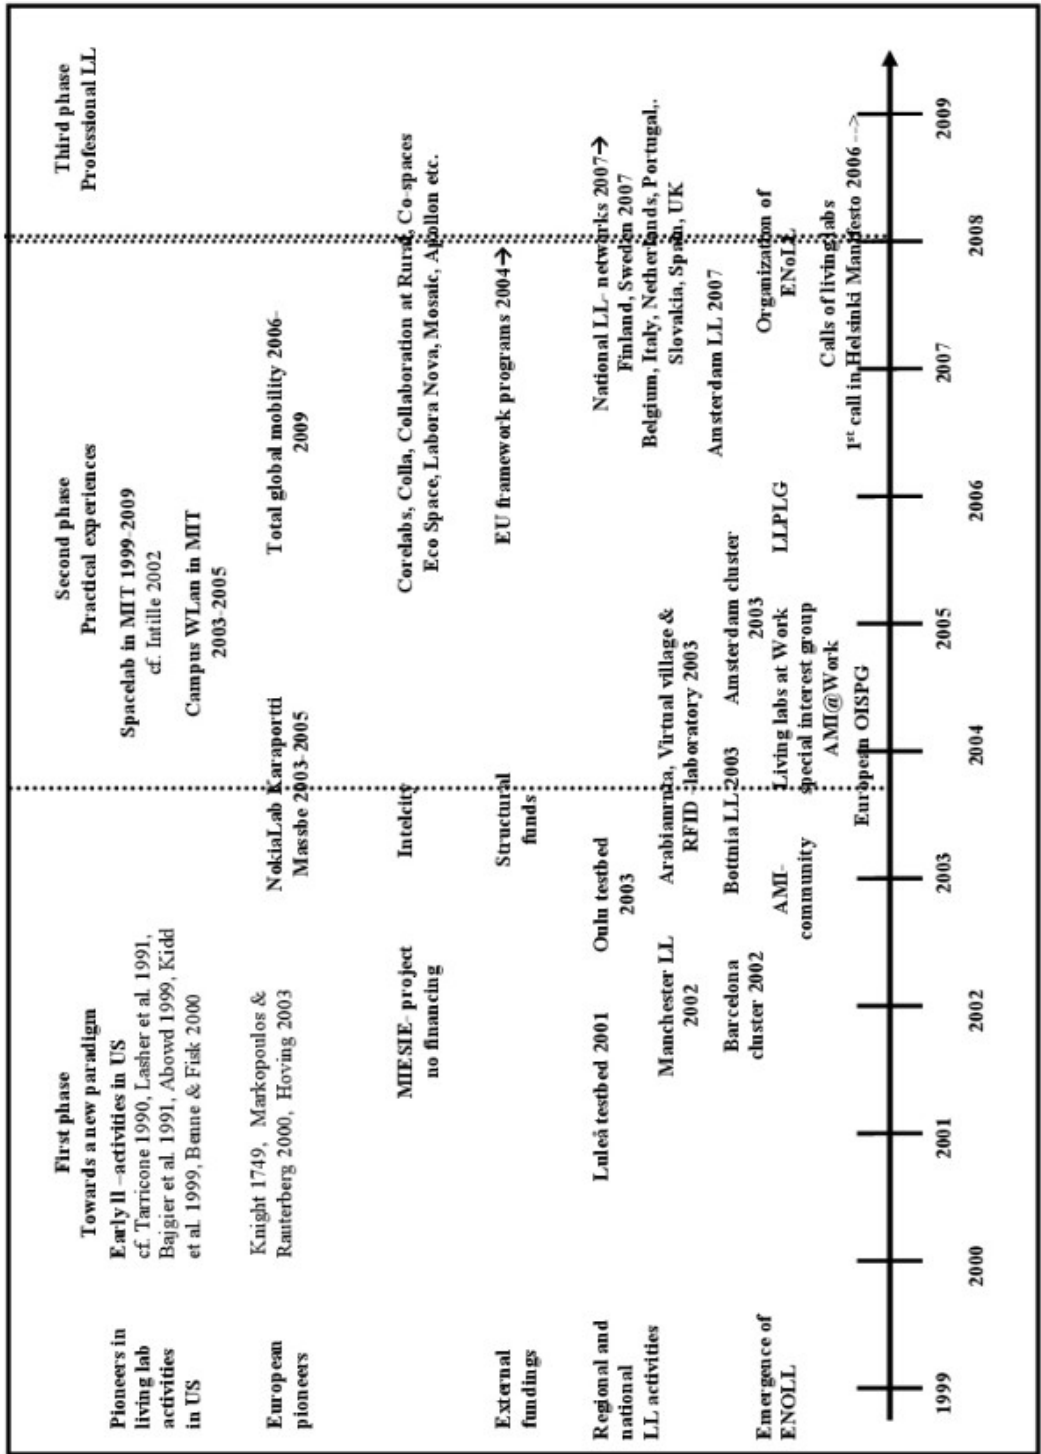 First phase
Towards a new paradigm
Second phase
Practical experiences
Third phase
Professional LL
Pioneers in
living lab
activities
in US
Early ll –activities in US
cf. Tarricone 1990, Lasher et al. 1991,
Bajgier et al. 1991, Abowd 1999, Kidd
et al. 1999, Benne & Fisk 2000
Spacelab in MIT 1999-2009
cf. Intille 2002
Campus WLan in MIT
2003-2005
European
pioneers
Knight 1749, Markopoulos &
Rauterberg 2000, Hoving 2003
NokiaLab Karaportti
Massbe 2003-2005
Total global mobility 2006-
2009
MIESIE- project
no financing
Intelcity
Corelabs, Colla, Collaboration at Rural, Co-spaces
Eco Space, Labora Nova, Mosaic, Apollon etc.
External
fundings
Structural
funds
EU framework programs 2004→
Regional and
national
LL activities
Luleå testbed 2001
Oulu testbed
2003
National LL- networks 2007→
Finland, Sweden 2007
Belgium, Italy, Netherlands, Portugal,.
Slovakia, Spain, UK
Manchester LL
2002
Arabianrnta, Virtual village &
RFID –laboratory 2003
Amsterdam LL 2007
Barcelona
cluster 2002
Bottnia LL 2003
Amsterdam cluster
2003
Emergence of
ENOLL
AMI-
community
Living labs at Work
special interest group
AMI@Work
LLPLG
Organization of
ENoLL
European OISPG
Calls of living labs
1st call in Helsinki Manifesto 2006 -->
1999
2000
2001
2002
2003
2004
2005
2006
2007
2008
2009